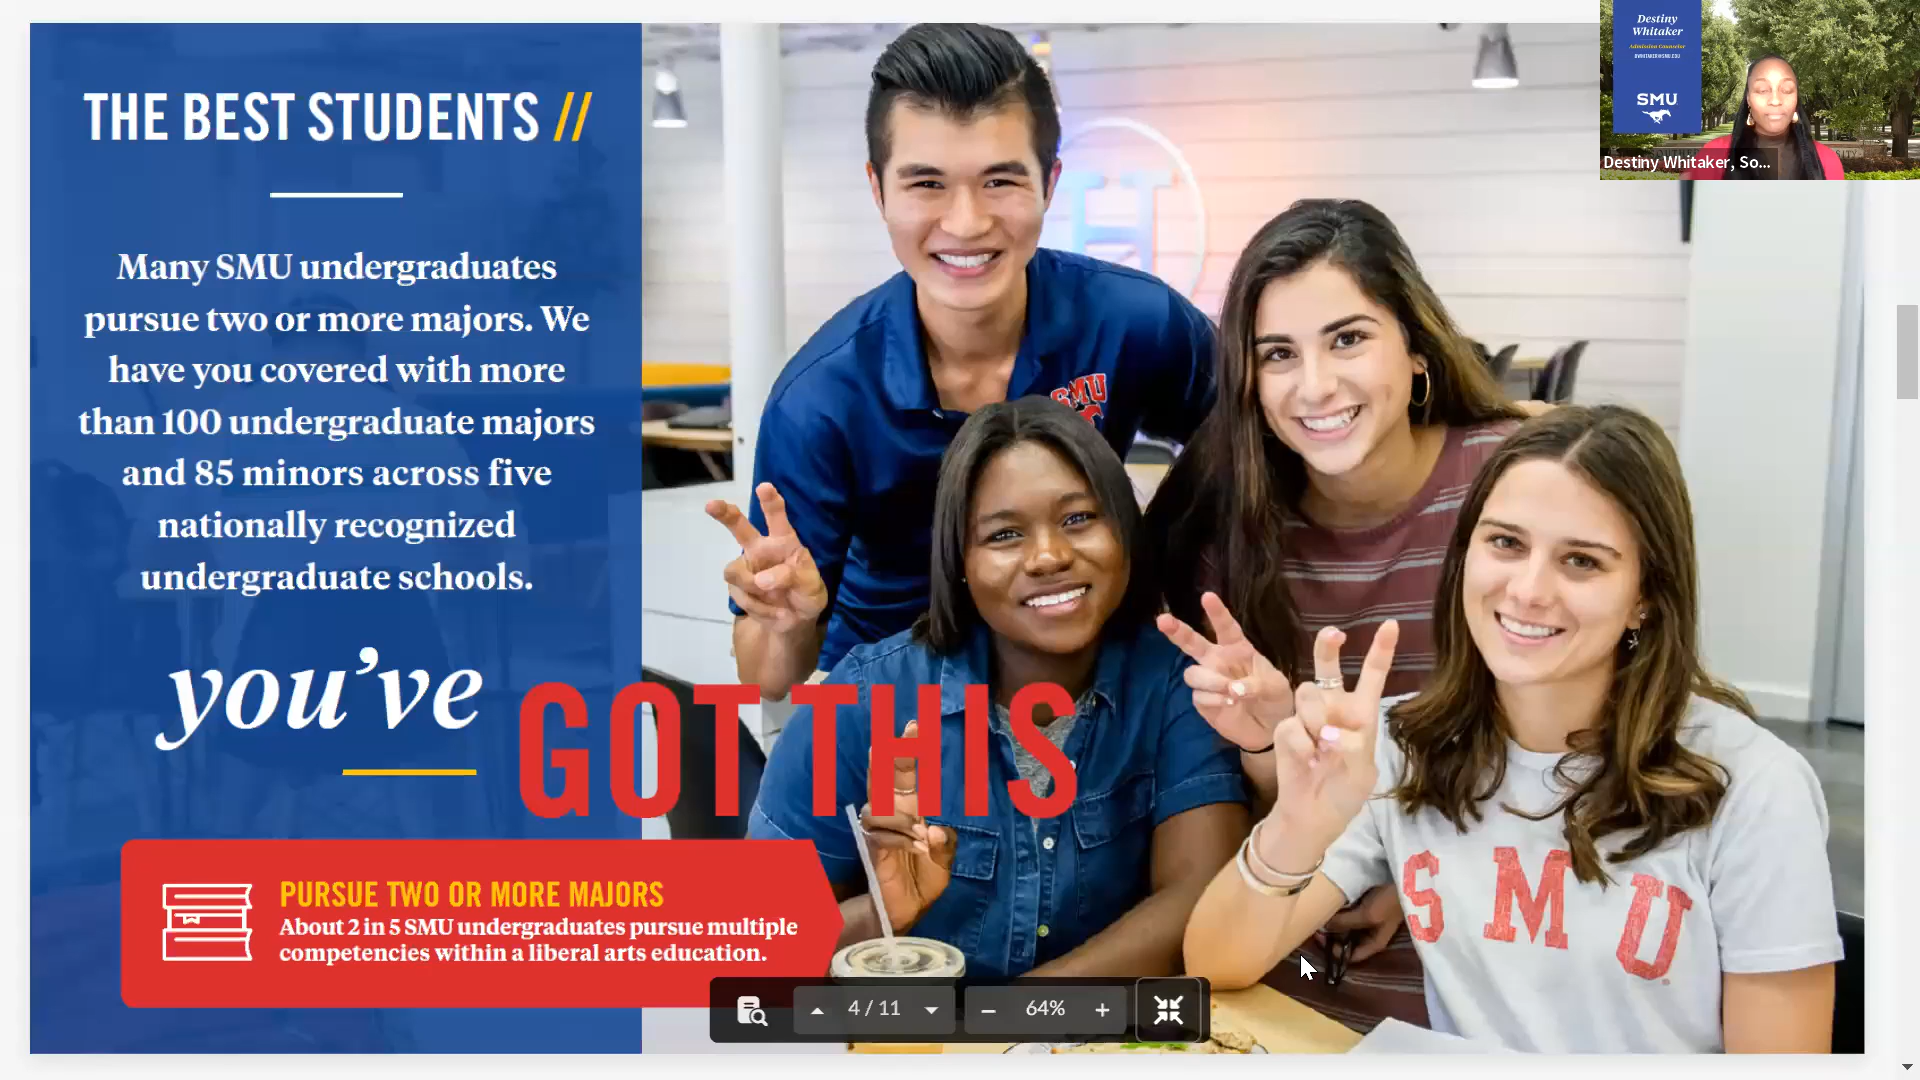 THE BEST STUDENTS //
Many SMU undergraduates
pursue two or more majors. We
have you covered with more
than 100 undergraduate majors
and 85 minors across five
nationally recognized
undergraduate schools.
you've
GOT THIS
PURSUE TWO OR MORE MAJORS
About 2 in 5 SMU undergraduates pursue multiple
competencies within a liberal arts education.
SMU
SMU
4 / 11
64%
Destiny
Whitaker
Admission Counselor
SMU
Destiny Whitaker, So...